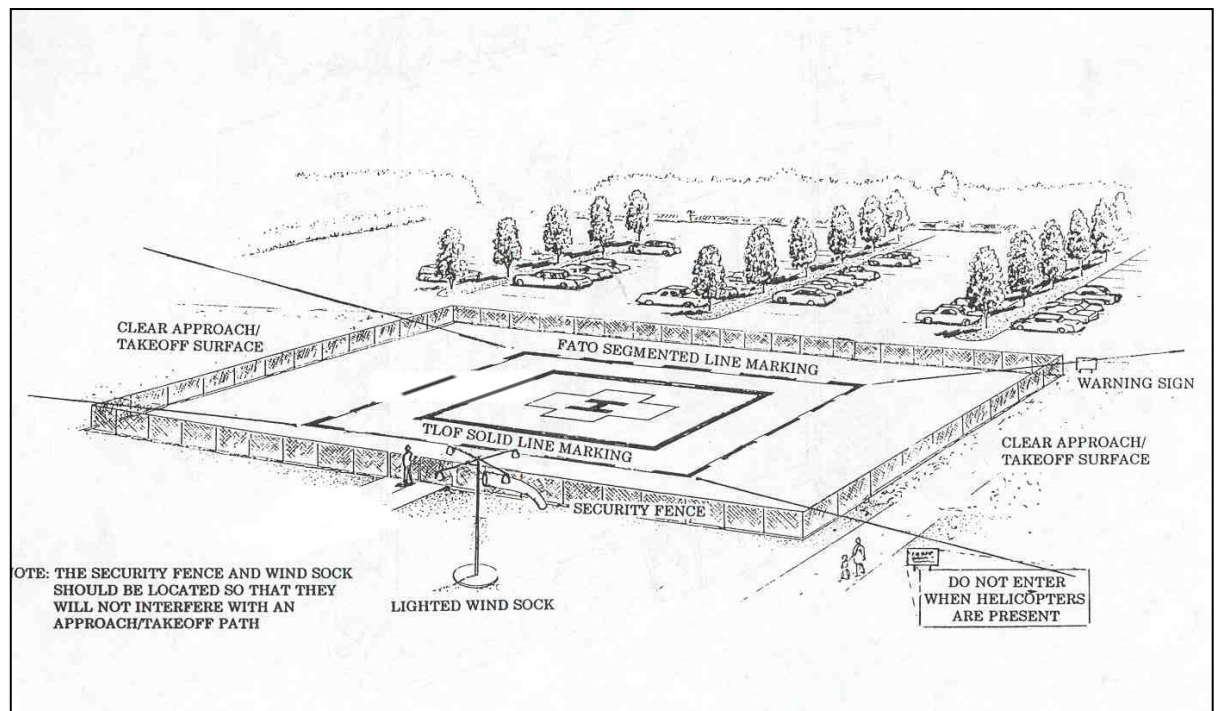 FATO SEGMENTED LINE MARKING
CLEAR APPROACH/
TAKEOFF SURFACE
WARNING SIGN
H
TLOF SOLID LINE MARKING
CLEAR APPROACH/
TAKEOFF SURFACE
SECURITY FENCE
OTE: THE SECURITY FENCE AND WIND SOCK
SHOULD BE LOCATED SO THAT THEY
WILL NOT INTERFERE WITH AN
APPROACH/TAKEOFF PATH
LIGHTED WIND SOCK
DO NOT ENTER
WHEN HELICOPTERS
ARE PRESENT